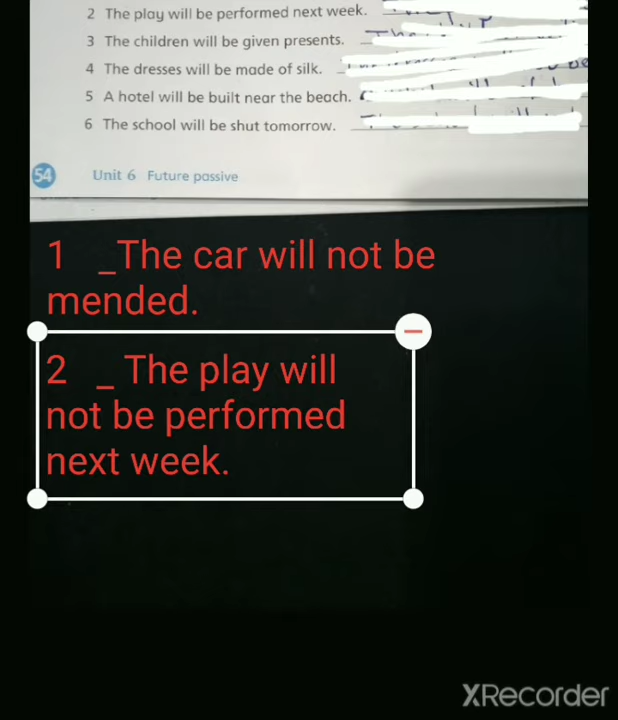 2 The play will be performed next week.
3 The children will be given presents.
4 The dresses will be made of silk.
5 A hotel will be built near the beach.
6 The school will be shut tomorrow.
54 Unit 6 Future passive
1 _The car will not be
mended.
2 _ The play will
not be performed
next week.
XRecorder